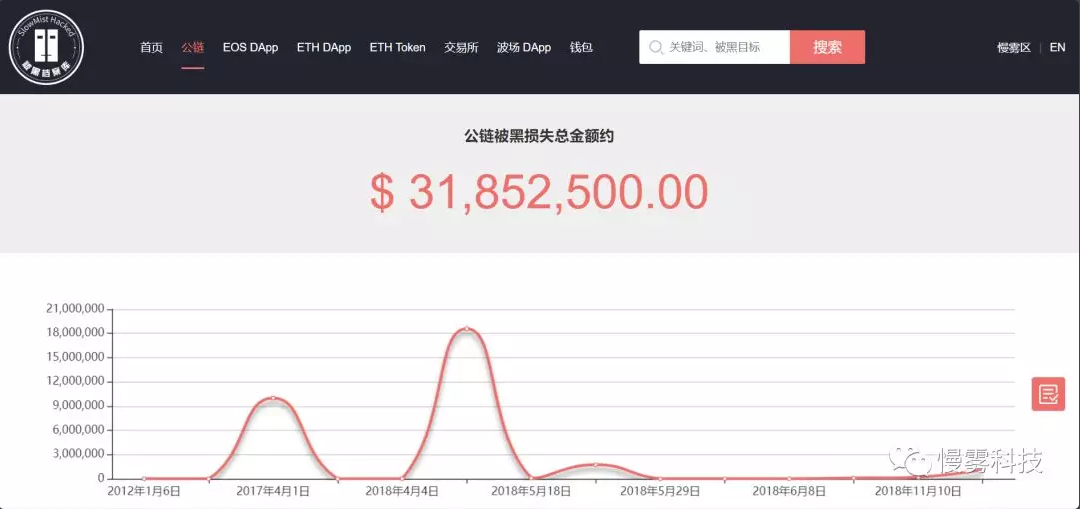 SlowMist Hacked
被黑档案库
首页 公链 EOS DApp ETH DApp ETH Token 交易所 波场 DApp 钱包 关键词、被黑目标 搜索 慢雾区 | EN
公链被黑损失总金额约
$ 31,852,500.00
21,000,000
18,000,000
15,000,000
12,000,000
9,000,000
6,000,000
3,000,000
0
2012年1月6日 2017年4月1日 2018年4月4日 2018年5月18日 2018年5月29日 2018年6月8日 2018年11月10日
慢雾科技